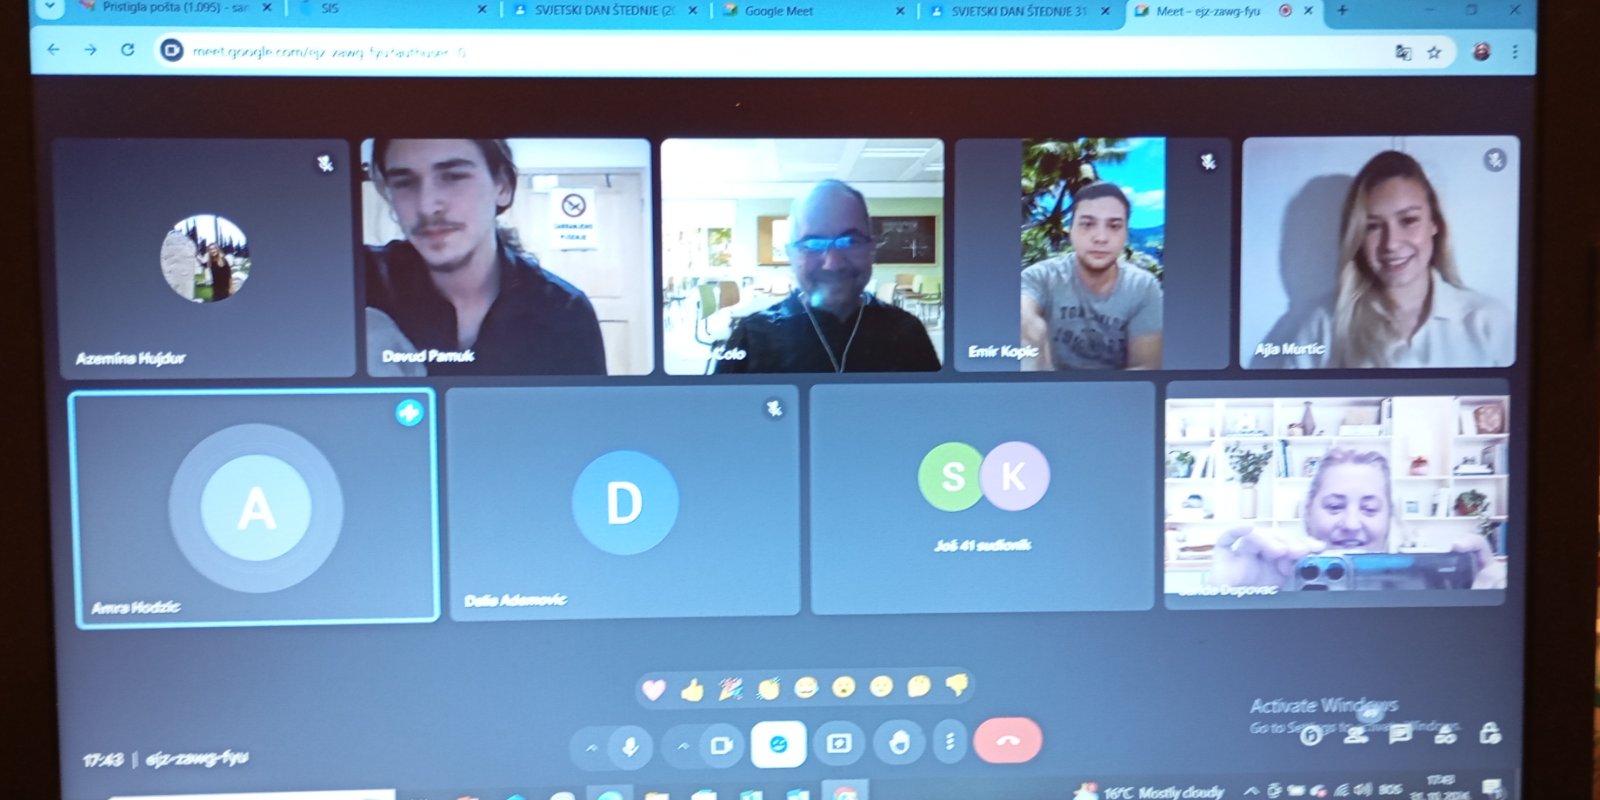 Pristigla pošta (1.095) - sar
SIS
SVJETSKI DAN ŠTEDNJE (2
Google Meet
SVJETSKI DAN ŠTEDNJE 31
Meet – ejz-zawg-fyu
meet.google.com/ejz-zawg-fyu?authuser=0
Azemina Hujdur
Davud Pamuk
Colo
Emir Kopic
Ajla Murtic
A
Amra Hodzic
D
Adamovic
S K
Još 41 sudionik
Dupovac
Activate Windows
Go to Settings to activate Windows.
17:43 | ejz-zawg-fyu
16°C Mostly cloudy
BOS
17:43
31.10.2024.